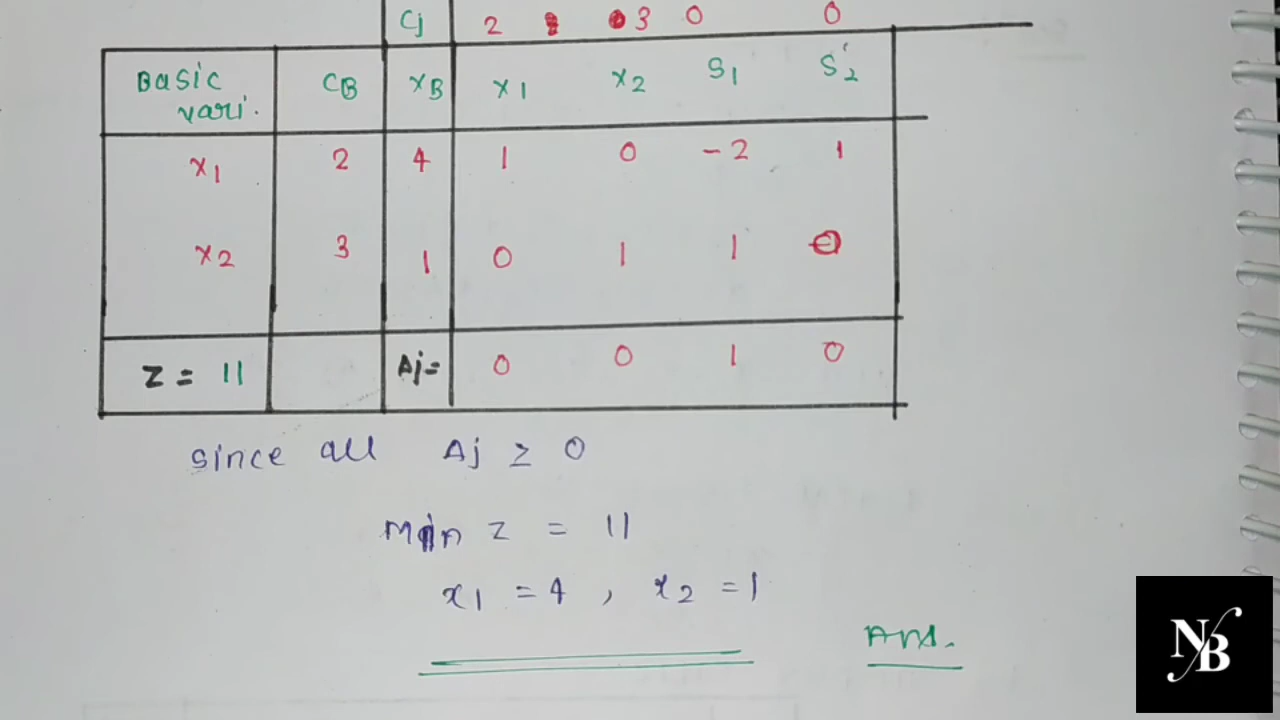 Cj 2 3 0 0
Basic vari. CB XB X1 X2 S1 S2
X1 2 4 1 0 -2 1
X2 3 1 0 1 1
Z = 11 Δj= 0 0 1 0
since all Δj ≥ 0
Min Z = 11
x1 = 4 , x2 = 1
Ans.
NB